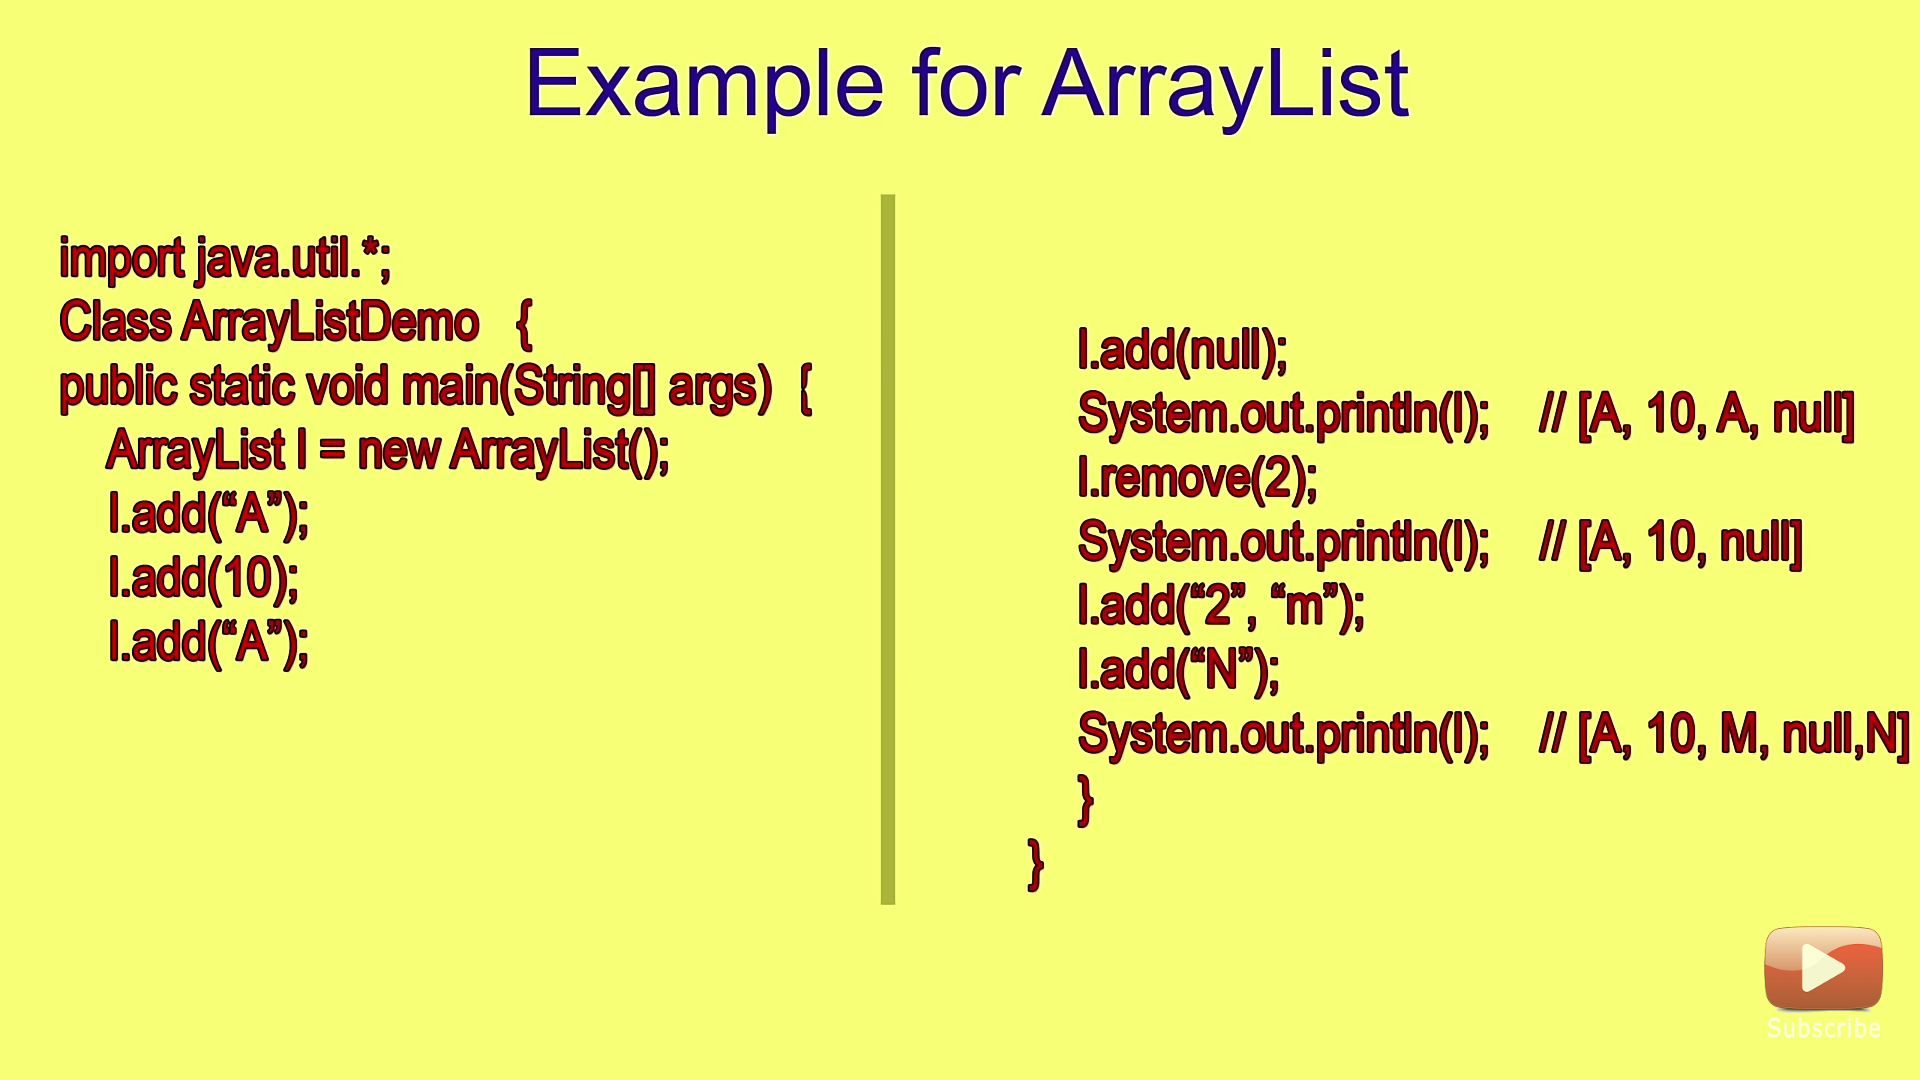 Example for ArrayList
import java.util.*;
Class ArrayListDemo {
public static void main(String[] args) {
ArrayList l = new ArrayList();
l.add(“A”);
l.add(10);
l.add(“A”);
l.add(null);
System.out.println(l); // [A, 10, A, null]
l.remove(2);
System.out.println(l); // [A, 10, null]
l.add(“2”, “m”);
l.add(“N”);
System.out.println(l); // [A, 10, M, null,N]
}
}
Subscribe